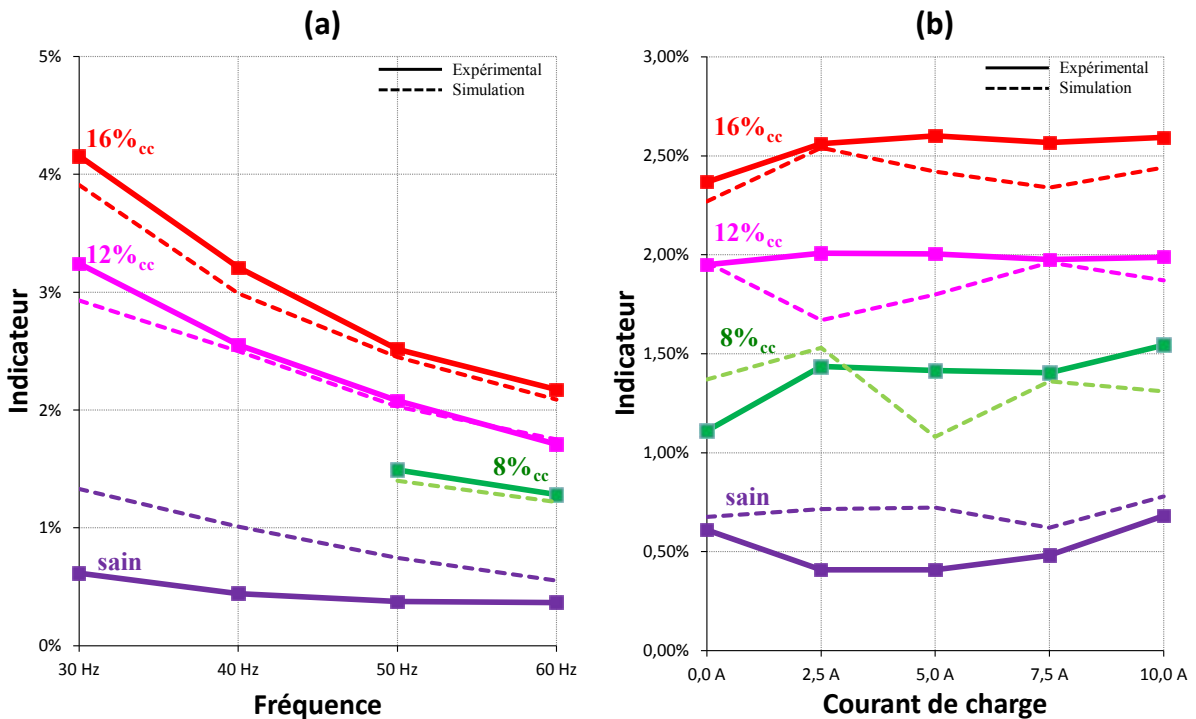 (a)
5%
4%
3%
2%
1%
0%
Indicateur
Expérimental
Simulation
16%cc
12%cc
8%cc
sain
30 Hz
40 Hz
50 Hz
60 Hz
Fréquence
(b)
3,00%
2,50%
2,00%
1,50%
1,00%
0,50%
0,00%
Indicateur
Expérimental
Simulation
16%cc
12%cc
8%cc
sain
0,0 A
2,5 A
5,0 A
7,5 A
10,0 A
Courant de charge